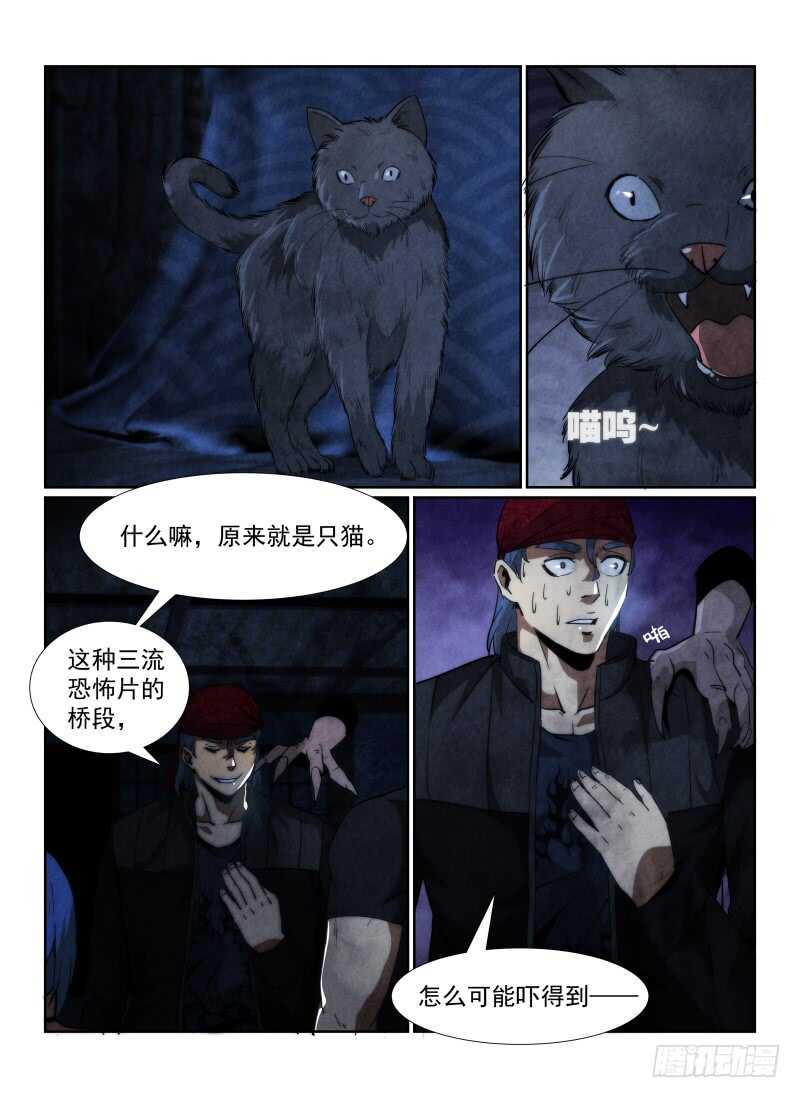 喵呜~
什么嘛，原来就是只猫。
这种三流
恐怖片的
桥段，
啪
怎么可能吓得到——
腾讯动漫